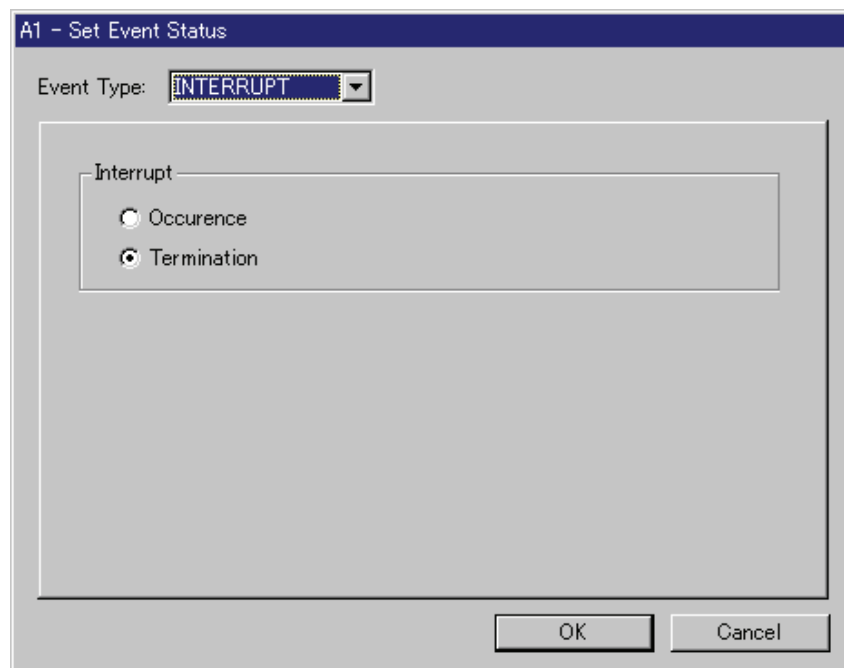 A1 - Set Event Status
Event Type: INTERRUPT
Interrupt
Occurence
Termination
OK Cancel